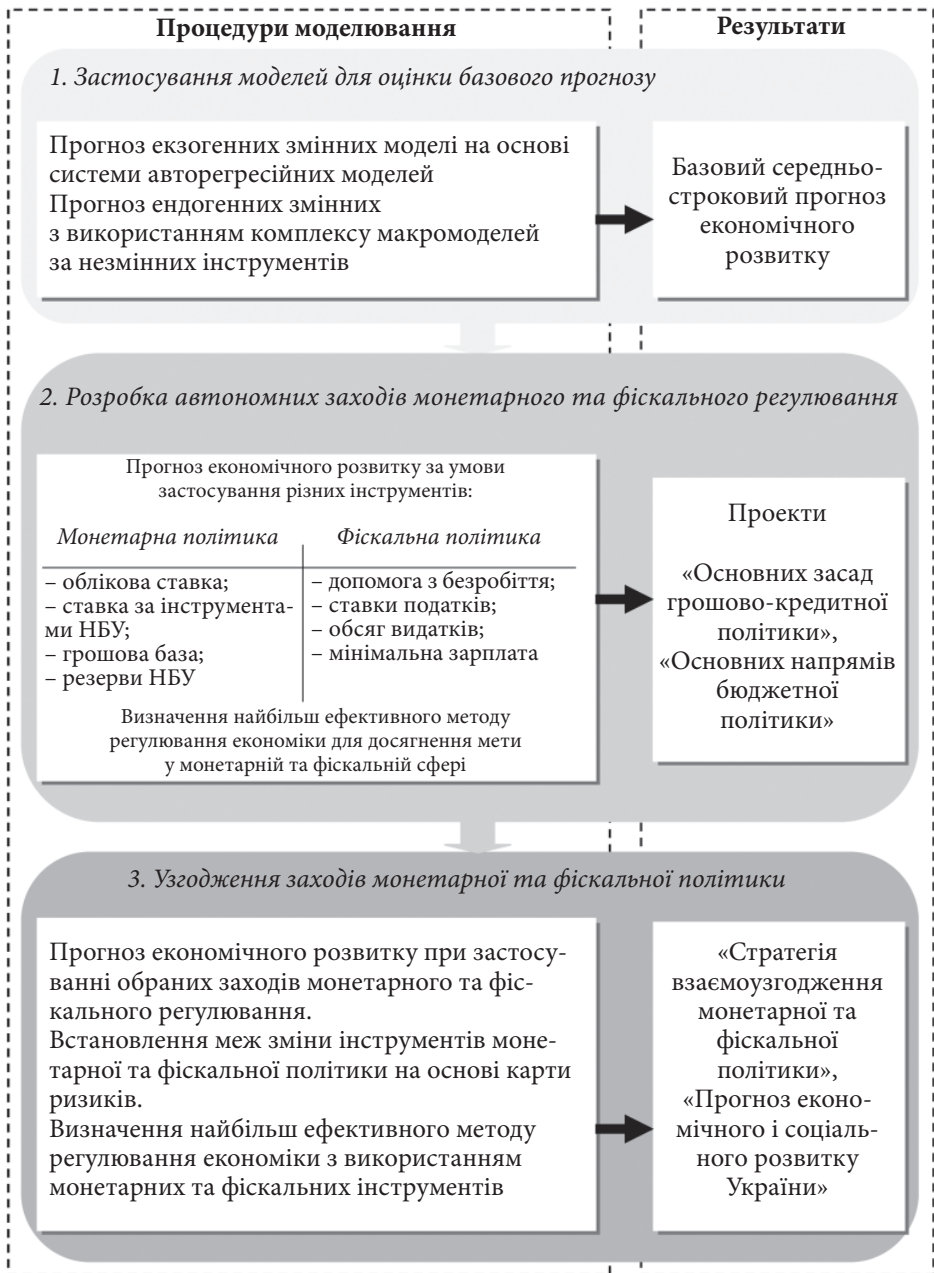 Процедури моделювання
Результати
1. Застосування моделей для оцінки базового прогнозу
Прогноз екзогенних змінних моделі на основі
системи авторегресійних моделей
Прогноз ендогенних змінних
з використанням комплексу макромоделей
за незмінних інструментів
Базовий середньо-
строковий прогноз
економічного
розвитку
2. Розробка автономних заходів монетарного та фіскального регулювання
Прогноз економічного розвитку за умови
застосування різних інструментів:
Монетарна політика
– облікова ставка;
– ставка за інструмента-
ми НБУ;
– грошова база;
– резерви НБУ
Фіскальна політика
– допомога з безробіття;
– ставки податків;
– обсяг видатків;
– мінімальна зарплата
Визначення найбільш ефективного методу
регулювання економіки для досягнення мети
у монетарній та фіскальній сфері
Проекти
«Основних засад
грошово-кредитної
політики»,
«Основних напрямів
бюджетної
політики»
3. Узгодження заходів монетарної та фіскальної політики
Прогноз економічного розвитку при застосу-
ванні обраних заходів монетарного та фіс-
кального регулювання.
Встановлення меж зміни інструментів моне-
тарної та фіскальної політики на основі карти
ризиків.
Визначення найбільш ефективного методу
регулювання економіки з використанням
монетарних та фіскальних інструментів
«Стратегія
взаємоузгодження
монетарної та
фіскальної
політики»,
«Прогноз еконо-
мічного і соціаль-
ного розвитку
України»